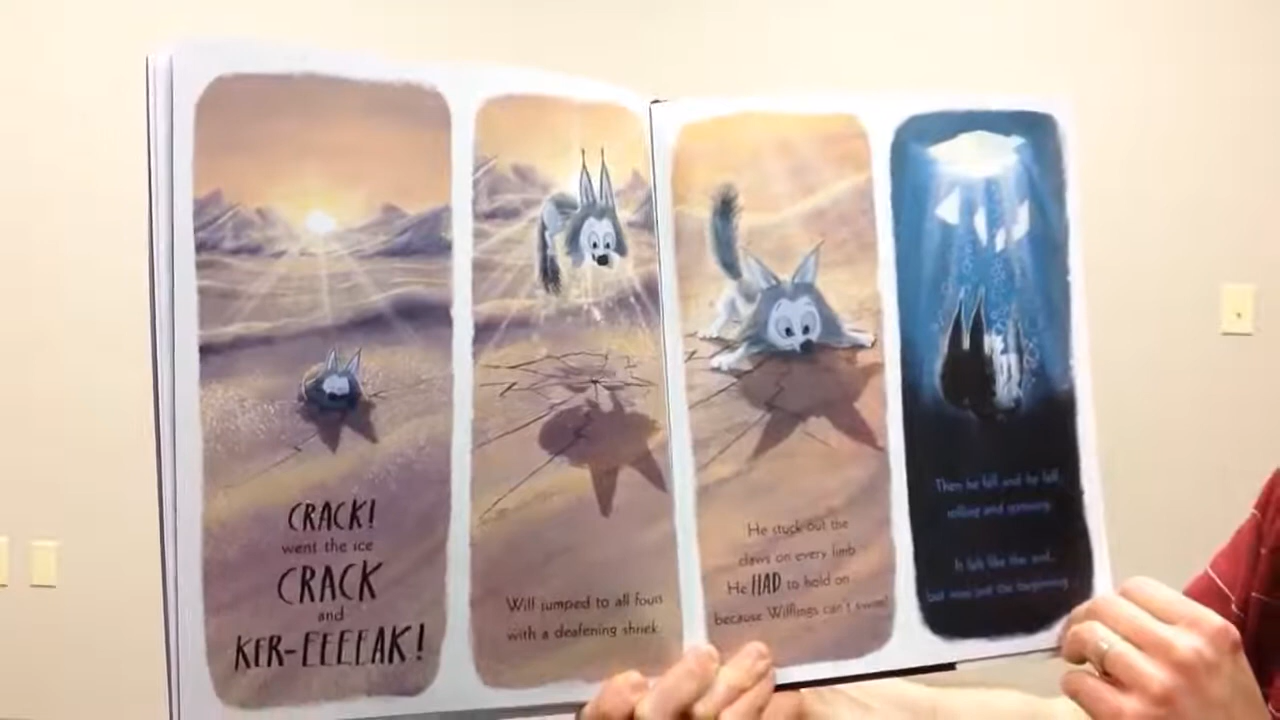 CRACK!
went the ice
CRACK
and
KER-EEEEAK!
Will jumped to all fours
with a deafening shriek.
He stuck out the
claws on every limb
He HAD to hold on
because Wilflings can't swim!
Then he fell and he fell,
rolling and spinning.
It felt like the end...
but was just the beginning.